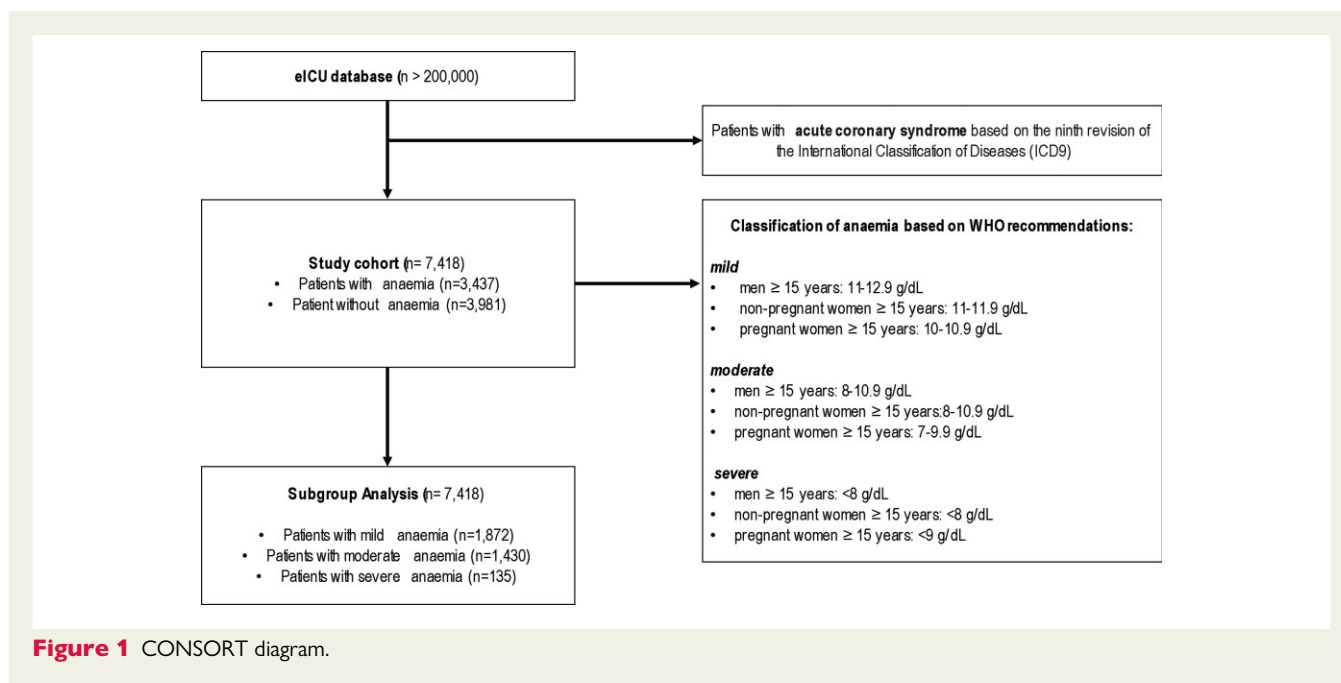 eICU database (n > 200,000)
Patients with acute coronary syndrome based on the ninth revision of
the International Classification of Diseases (ICD9)
Study cohort (n= 7,418)
• Patients with anaemia (n=3,437)
• Patient without anaemia (n=3,981)
Classification of anaemia based on WHO recommendations:
mild
• men ≥ 15 years: 11-12.9 g/dL
• non-pregnant women ≥ 15 years: 11-11.9 g/dL
• pregnant women ≥ 15 years: 10-10.9 g/dL
moderate
• men ≥ 15 years: 8-10.9 g/dL
• non-pregnant women ≥ 15 years:8-10.9 g/dL
• pregnant women ≥ 15 years: 7-9.9 g/dL
severe
• men ≥ 15 years: <8 g/dL
• non-pregnant women ≥ 15 years: <8 g/dL
• pregnant women ≥ 15 years: <9 g/dL
Subgroup Analysis (n= 7,418)
• Patients with mild anaemia (n=1,872)
• Patients with moderate anaemia (n=1,430)
• Patients with severe anaemia (n=135)
Figure 1 CONSORT diagram.